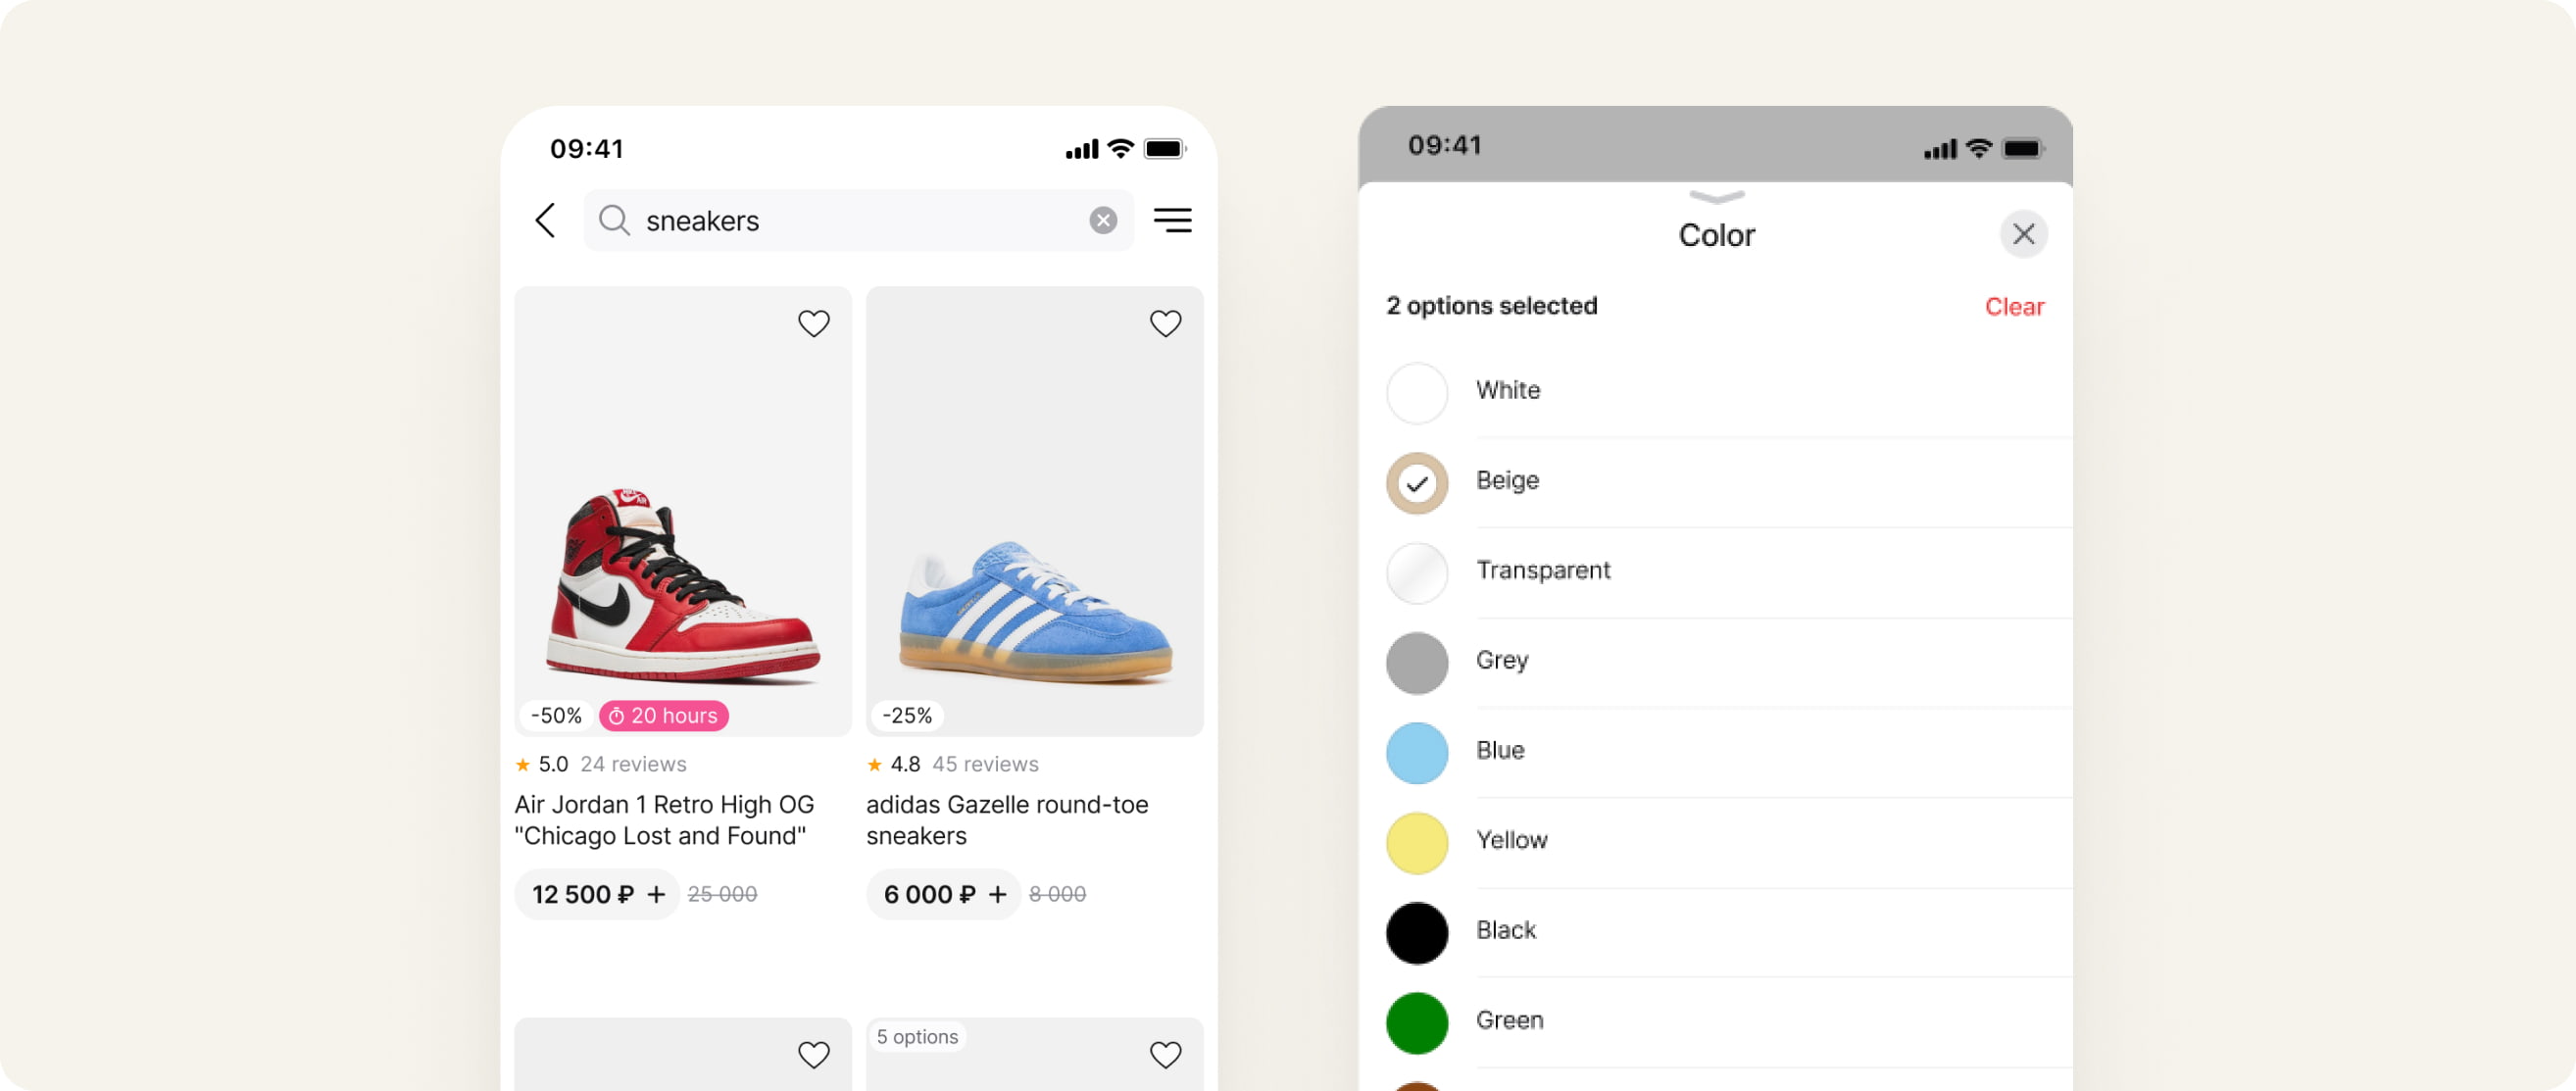 09:41
sneakers
-50% 20 hours
5.0 24 reviews
Air Jordan 1 Retro High OG
"Chicago Lost and Found"
12 500 ₽ + 25 000
-25%
4.8 45 reviews
adidas Gazelle round-toe
sneakers
6 000 ₽ + 8 000
5 options
09:41
Color
2 options selected
Clear
White
Beige
Transparent
Grey
Blue
Yellow
Black
Green